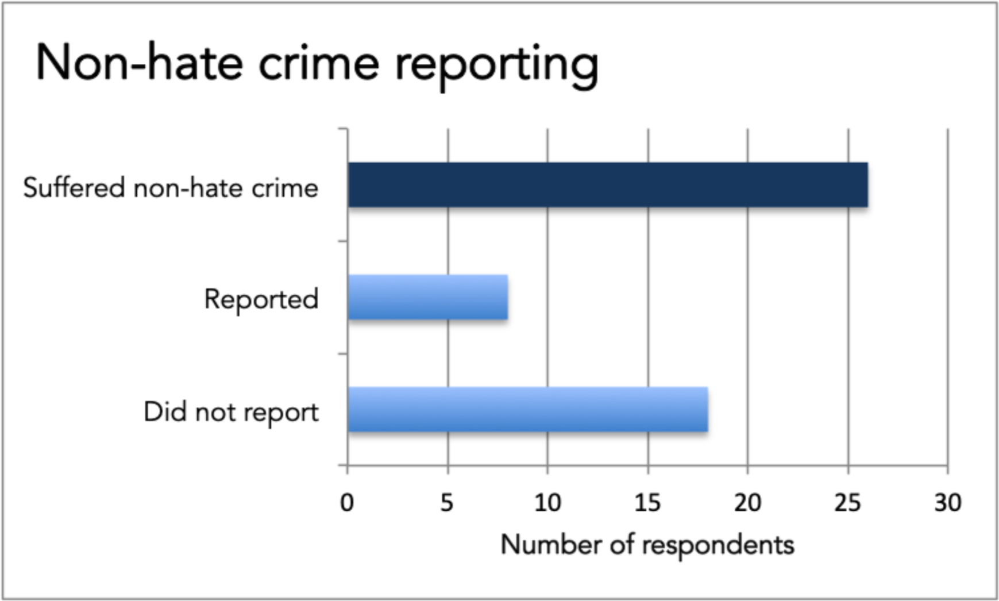 Non-hate crime reporting
Suffered non-hate crime
Reported
Did not report
0 5 10 15 20 25 30
Number of respondents